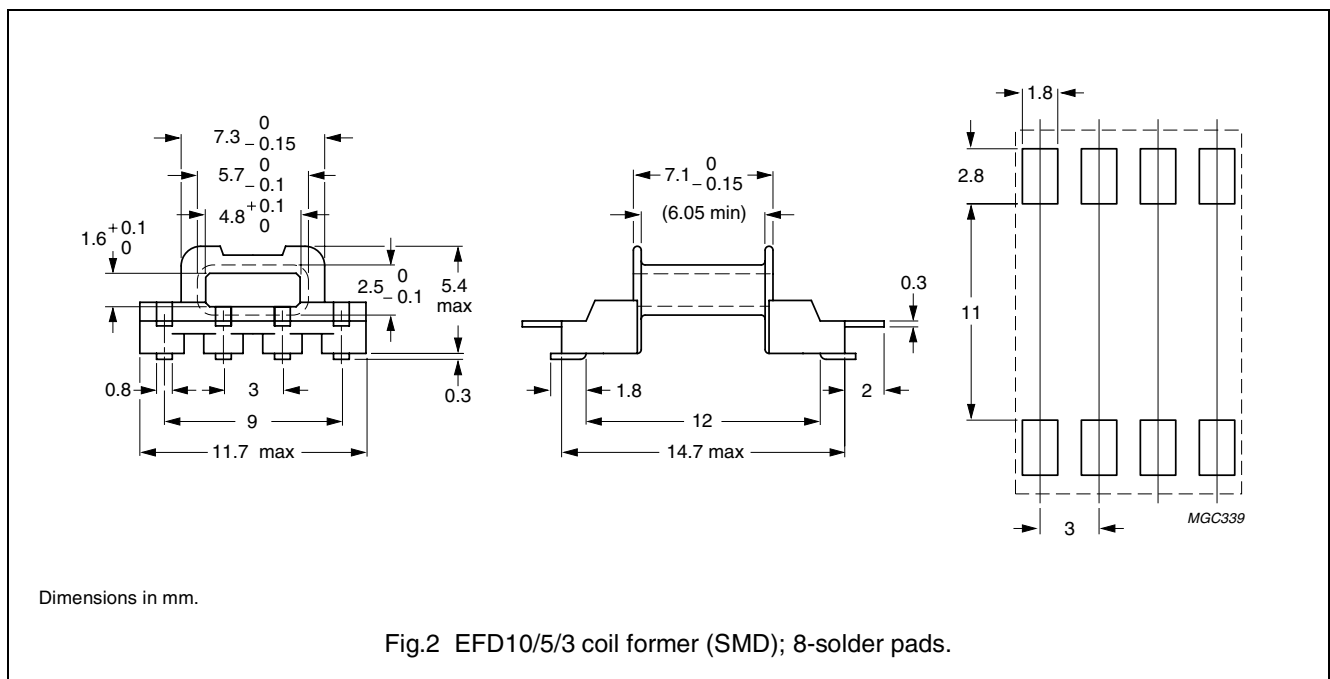 7.3 0
− 0.15
5.7 0
− 0.1
4.8 + 0.1
0
1.6 + 0.1
0
2.5 0
− 0.1
5.4
max
0.8
3
0.3
9
11.7 max
7.1 0
− 0.15
(6.05 min)
0.3
1.8
2
12
14.7 max
1.8
2.8
11
3
MGC339
Dimensions in mm.
Fig.2 EFD10/5/3 coil former (SMD); 8-solder pads.